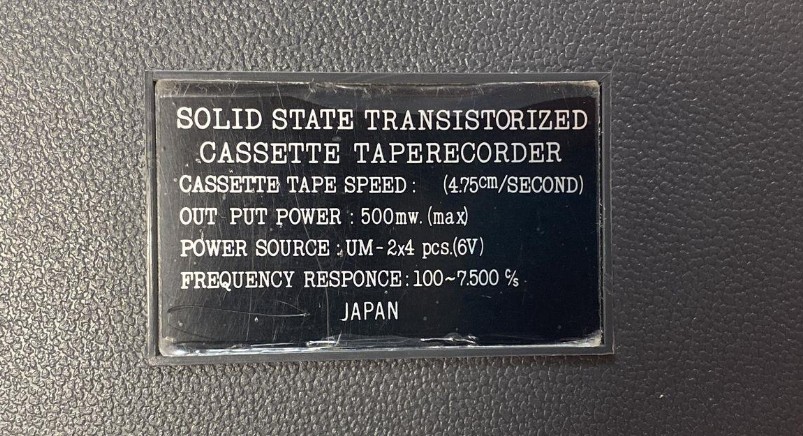 SOLID STATE TRANSISTORIZED
CASSETTE TAPERECORDER
CASSETTE TAPE SPEED: (4.75cm/SECOND)
OUT PUT POWER: 500mw. (max)
POWER SOURCE: UM-2x4 pcs.(6V)
FREQUENCY RESPONCE: 100~7.500 c/s
JAPAN